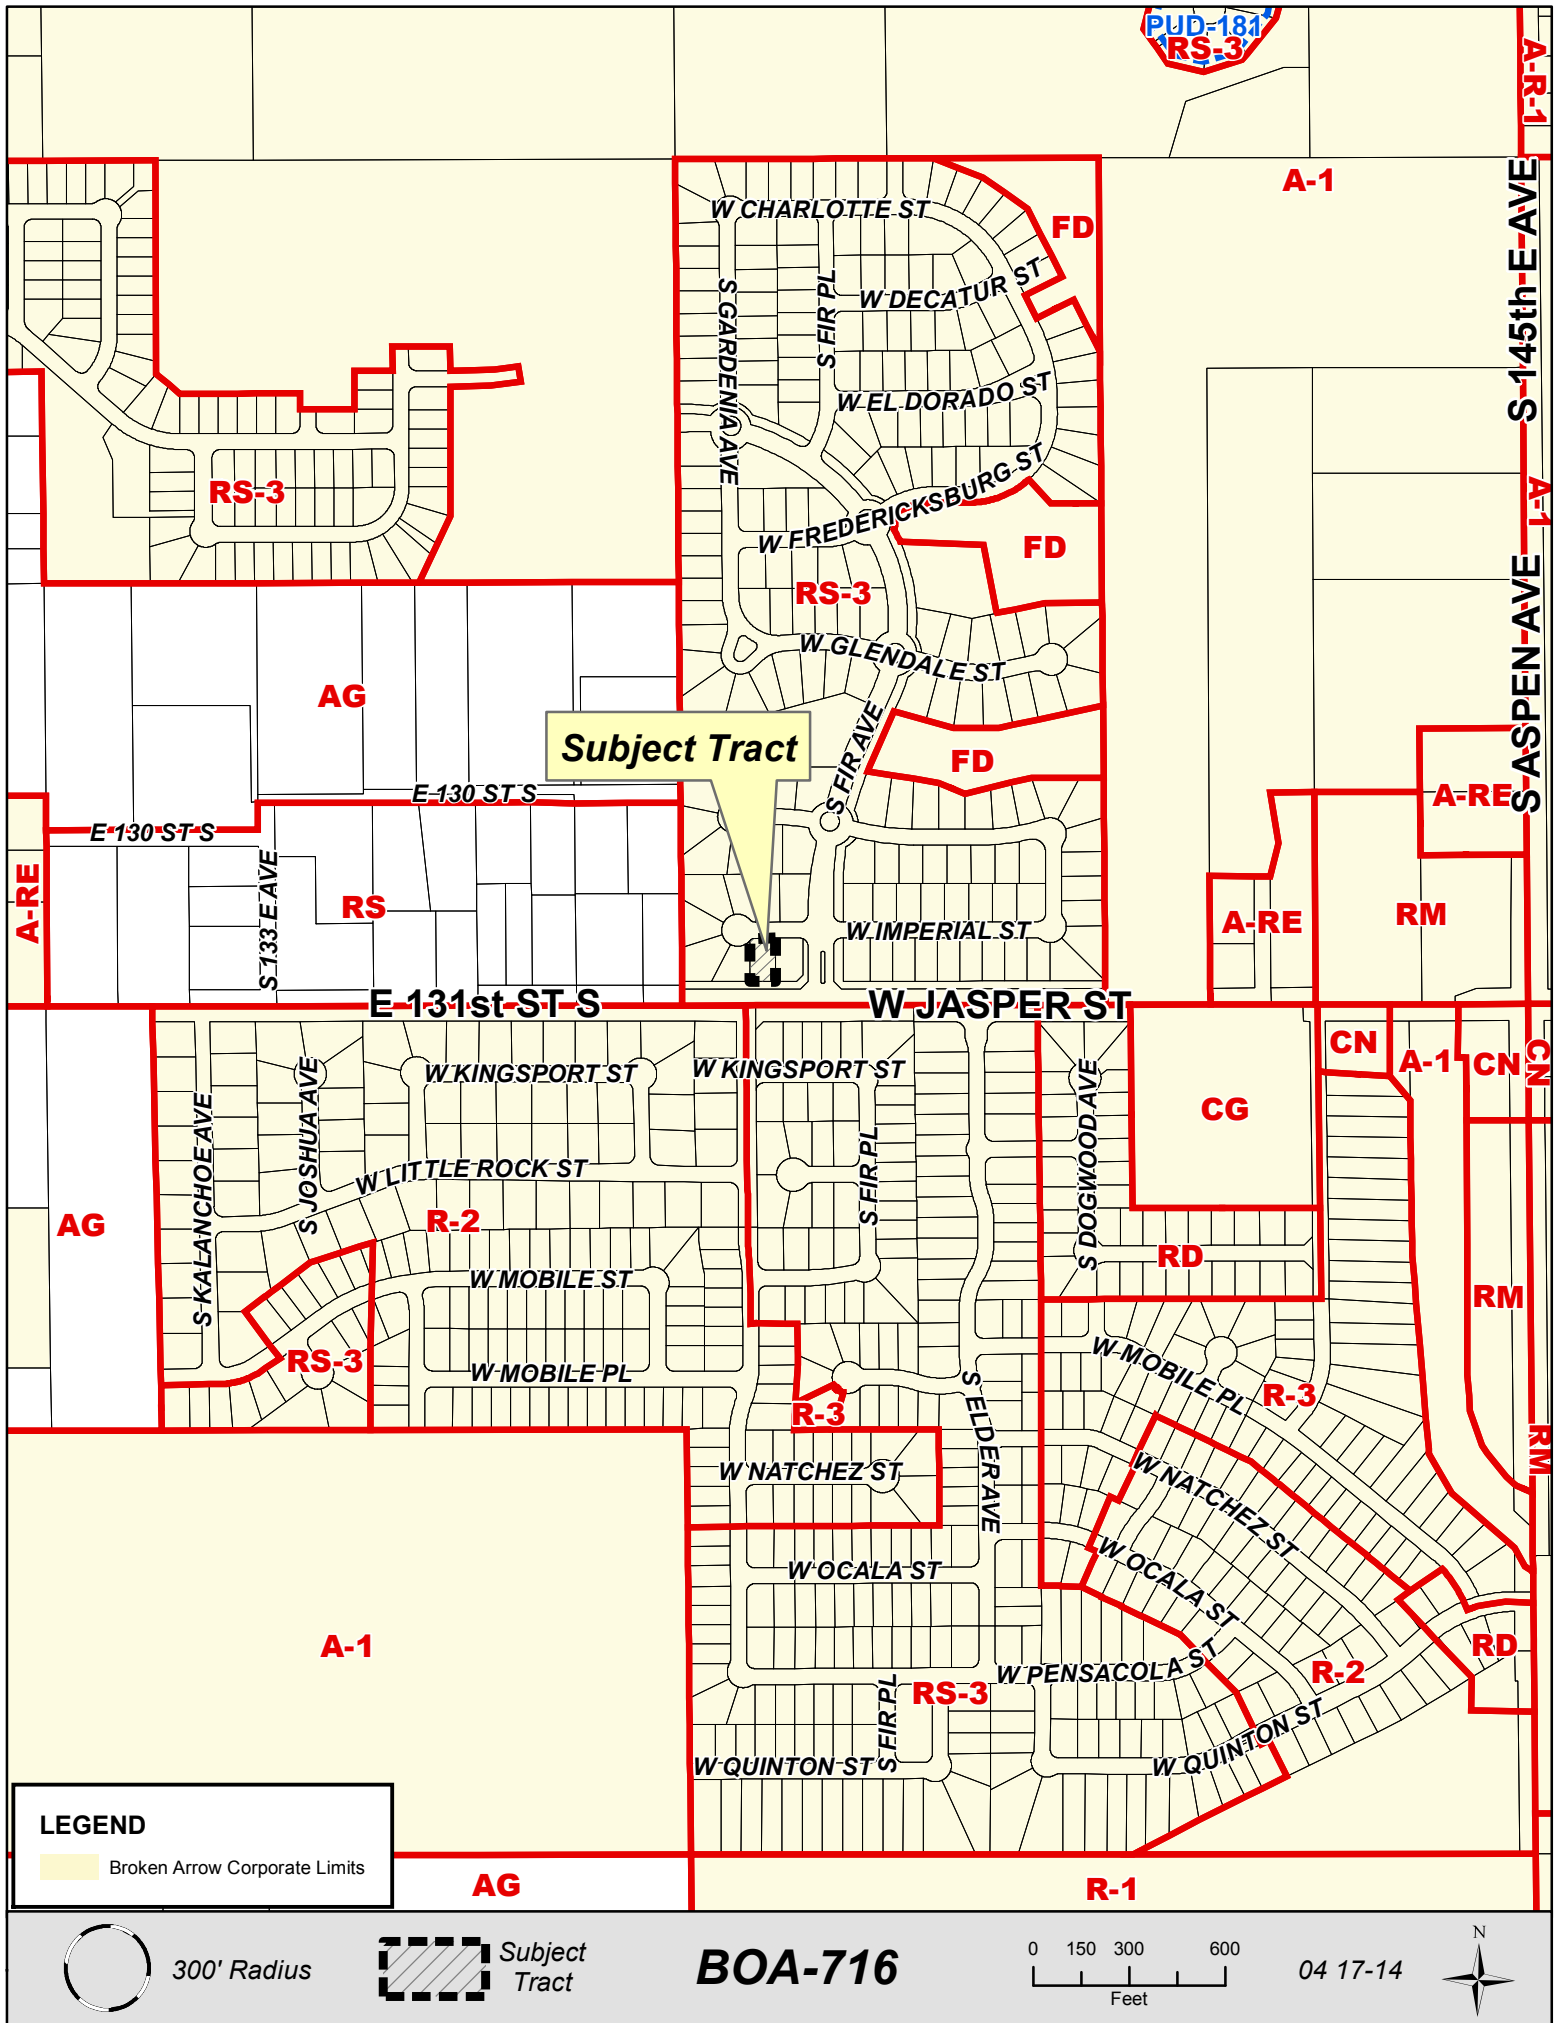 PUD-181
RS-3
A-R-1
A-1
S 145th E AVE
W CHARLOTTE ST
FD
W DECATUR ST
S GARDENIA AVE
S FIR PL
W EL DORADO ST
W FREDERICKSBURG ST
A-1
RS-3
FD
RS-3
W GLENDALE ST
AG
Subject Tract
S FIR AVE
FD
S ASPEN AVE
A-RE
E 130 ST S
E 130 ST S
A-RE
S 133 E AVE
RS
A-RE
RM
W IMPERIAL ST
E 131st ST S
W JASPER ST
CN
A-1
CN
CN
W KINGSPORT ST
W KINGSPORT ST
S KALANCHOE AVE
S JOSHUA AVE
S DOGWOOD AVE
CG
S FIR PL
W LITTLE ROCK ST
AG
R-2
RD
W MOBILE ST
RM
RS-3
W MOBILE PL
W MOBILE PL
R-3
R-3
S ELDER AVE
RM
W NATCHEZ ST
W NATCHEZ ST
W OCALA ST
W OCALA ST
A-1
RD
W PENSACOLA ST
R-2
RS-3
S FIR PL
W QUINTON ST
W QUINTON ST
LEGEND
Broken Arrow Corporate Limits
AG
R-1
300' Radius
Subject
Tract
BOA-716
0 150 300 600
Feet
04 17-14
N